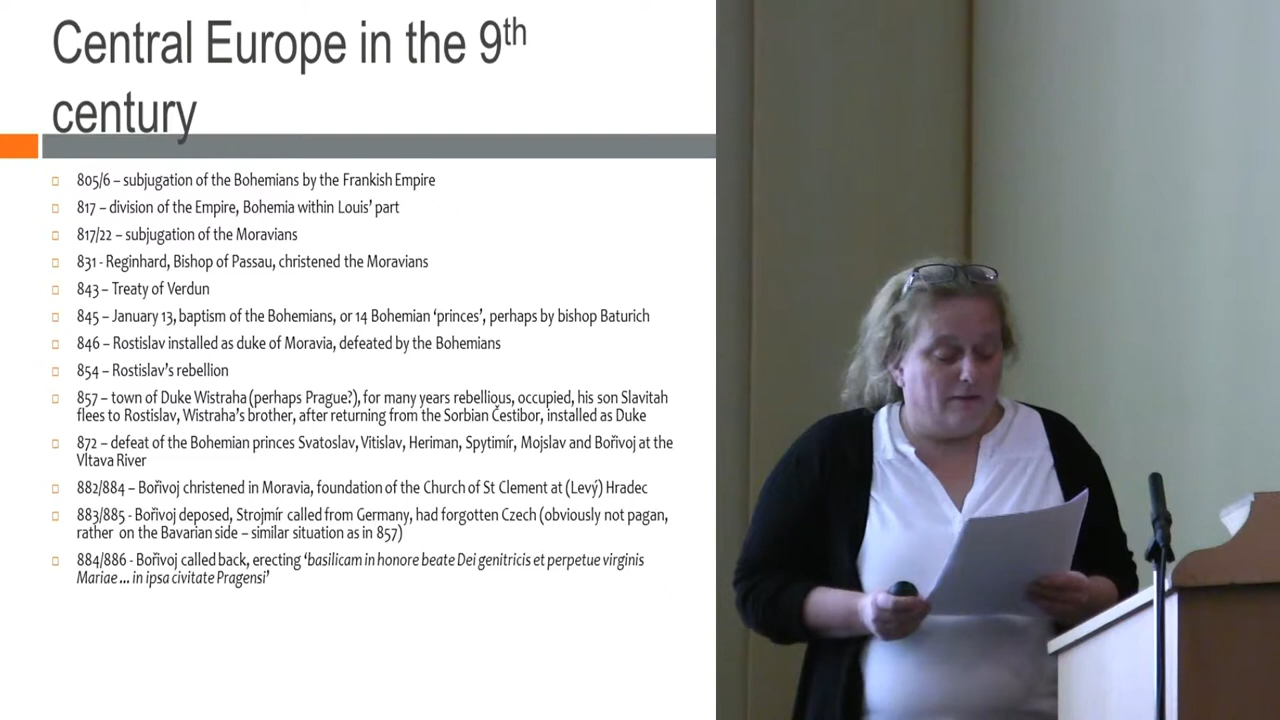 Central Europe in the 9th
century
805/6 – subjugation of the Bohemians by the Frankish Empire
817 – division of the Empire, Bohemia within Louis’ part
817/22 – subjugation of the Moravians
831 - Reginhard, Bishop of Passau, christened the Moravians
843 – Treaty of Verdun
845 – January 13, baptism of the Bohemians, or 14 Bohemian ‘princes’, perhaps by bishop Baturich
846 – Rostislav installed as duke of Moravia, defeated by the Bohemians
854 – Rostislav’s rebellion
857 – town of Duke Wistraha (perhaps Prague?), for many years rebellious, occupied, his son Slavitah
flees to Rostislav, Wistraha’s brother, after returning from the Sorbian Čestibor, installed as Duke
872 – defeat of the Bohemian princes Svatoslav, Vitislav, Heriman, Spytimír, Mojslav and Bořivoj at the
Vltava River
882/884 – Bořivoj christened in Moravia, foundation of the Church of St Clement at (Levý) Hradec
883/885 - Bořivoj deposed, Strojmír called from Germany, had forgotten Czech (obviously not pagan,
rather on the Bavarian side – similar situation as in 857)
884/886 - Bořivoj called back, erecting ‘basilicam in honore beate Dei genitricis et perpetue virginis
Mariae ... in ipsa civitate Pragensi’